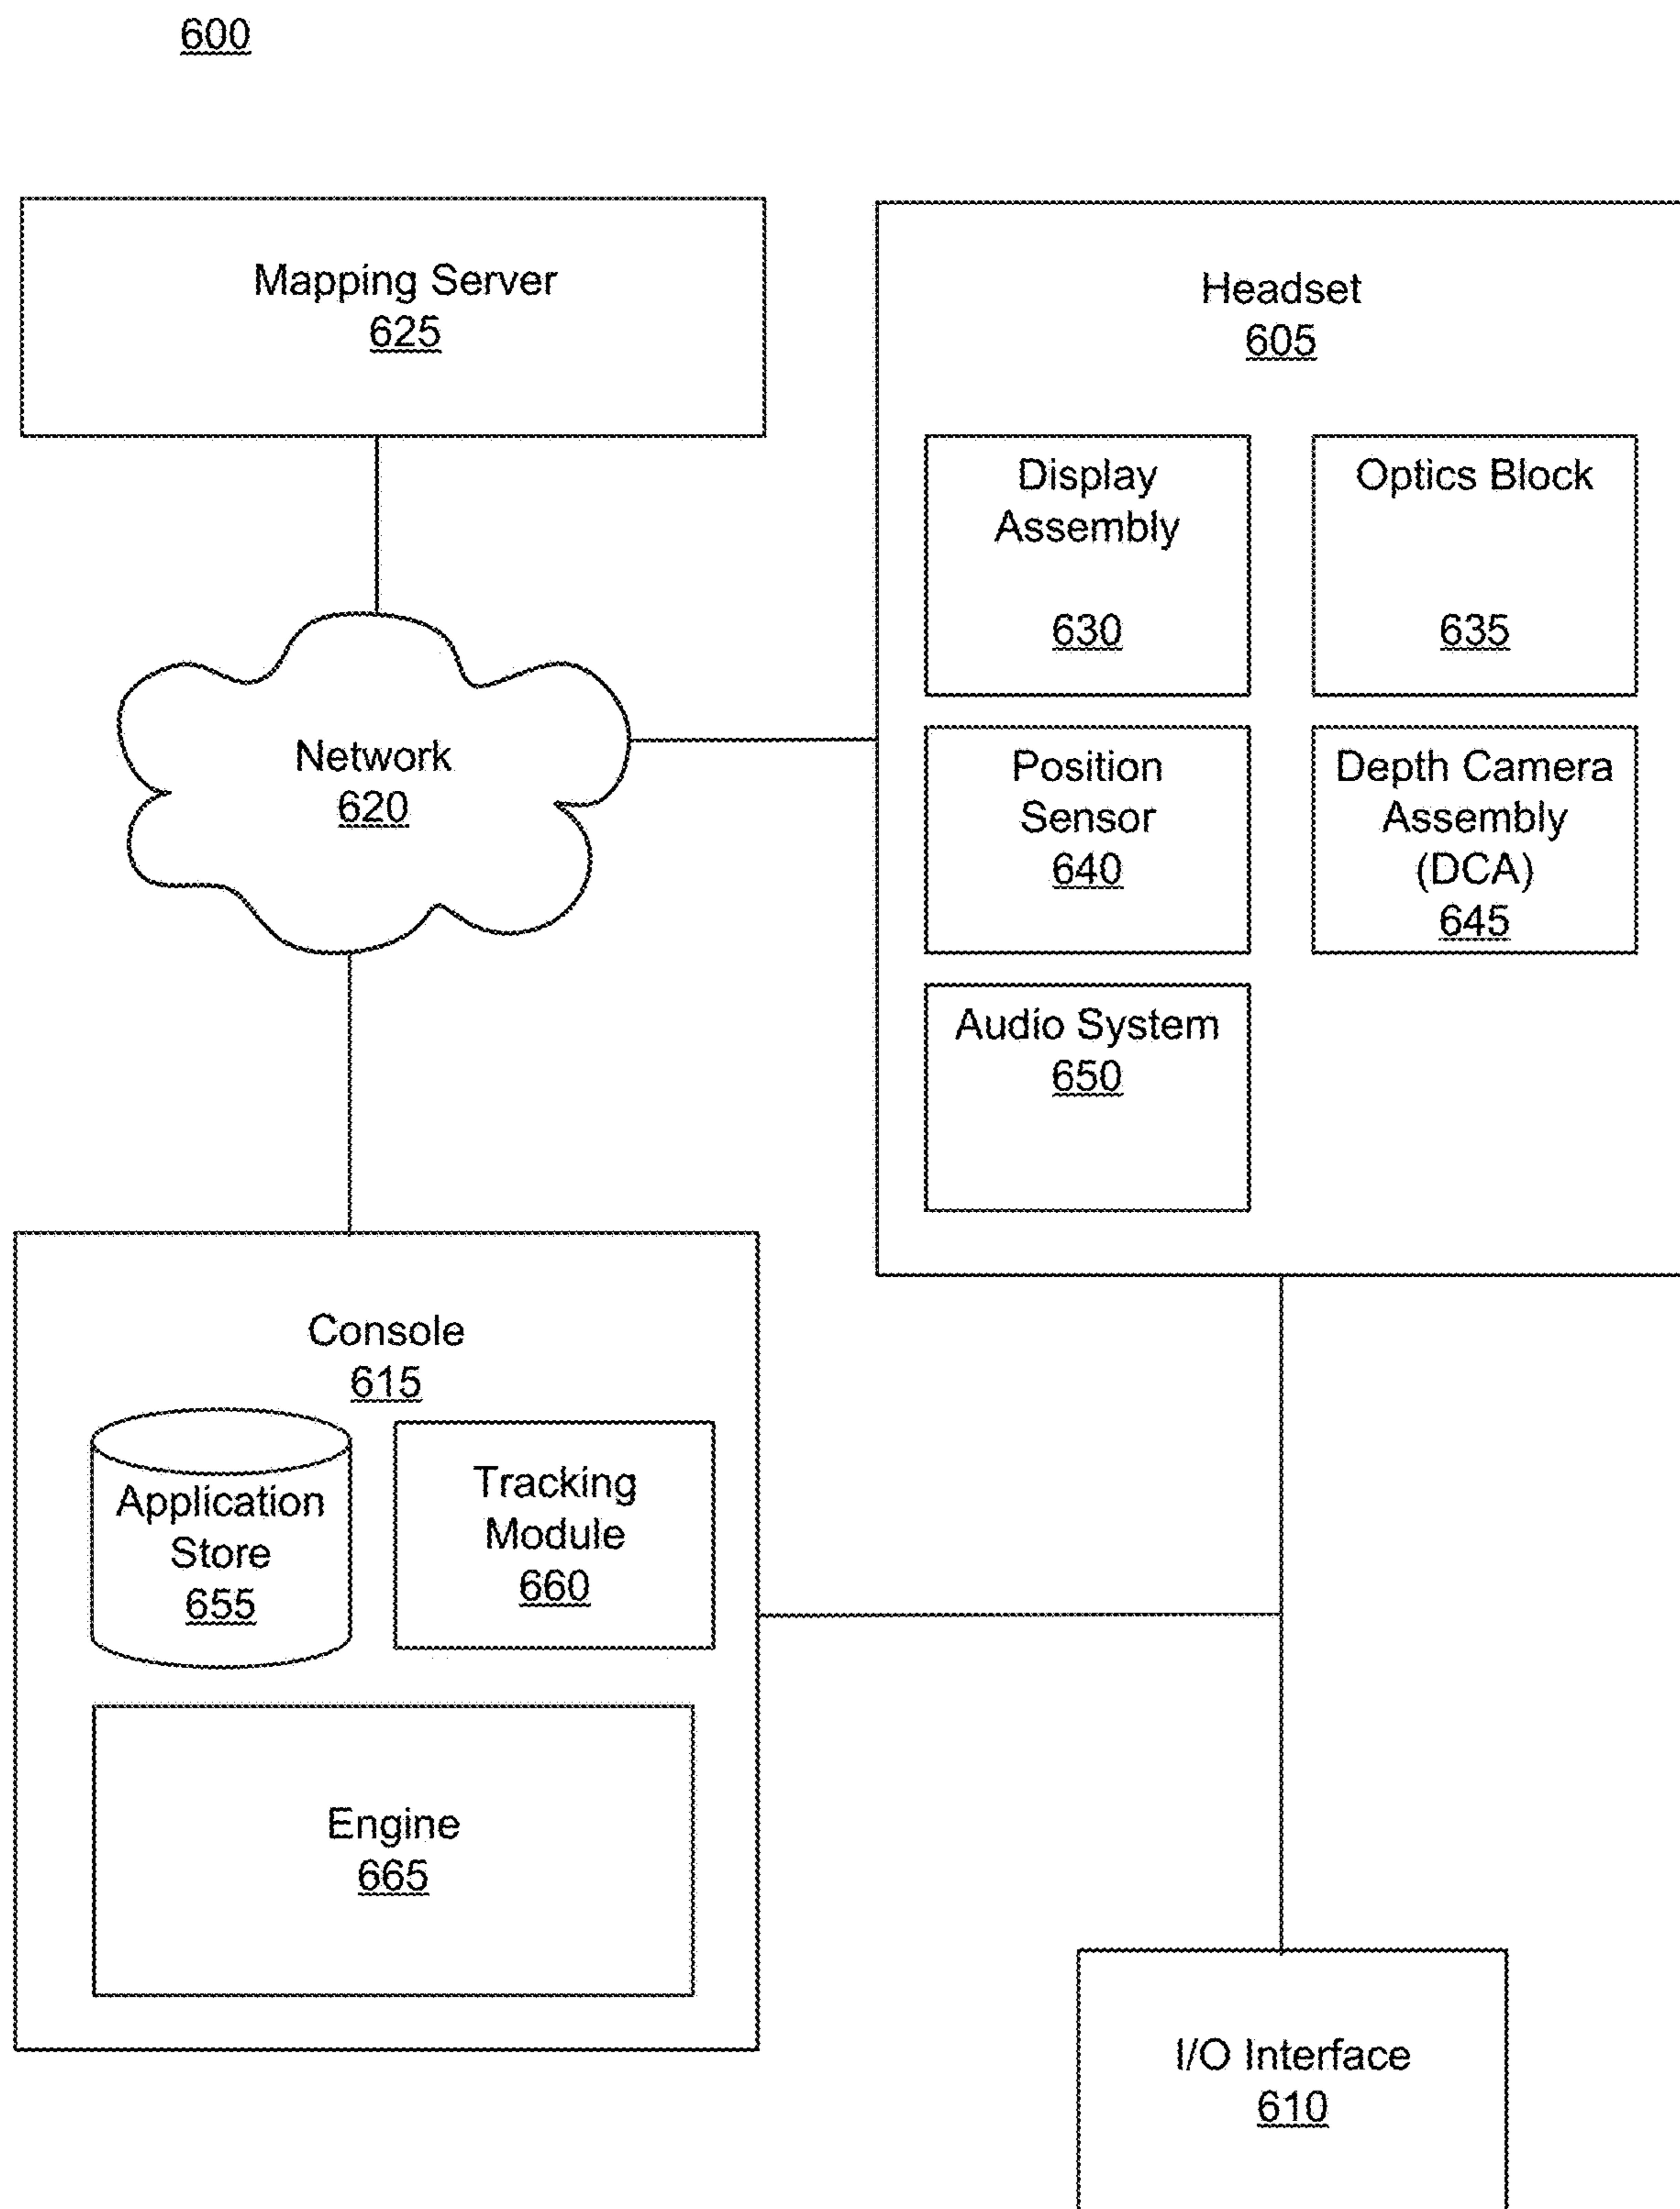 600
Mapping Server
625
Headset
605
Display
Assembly
630
Optics Block
635
Network
620
Position
Sensor
640
Depth Camera
Assembly
(DCA)
645
Audio System
650
Console
615
Application
Store
655
Tracking
Module
660
Engine
665
I/O Interface
610